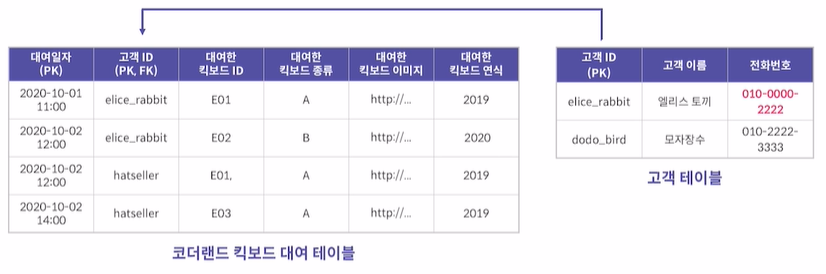 대여일자 고객 ID 대여한 대여한 대여한 대여한
(PK) (PK, FK) 킥보드 ID 킥보드 종류 킥보드 이미지 킥보드 연식
2020-10-01 elice_rabbit E01 A http://... 2019
11:00
2020-10-02 elice_rabbit E02 B http://... 2020
12:00
2020-10-02 hatseller E01, A http://... 2019
12:00
2020-10-02 hatseller E03 A http://... 2019
14:00
코더랜드 킥보드 대여 테이블
고객 ID 고객 이름 전화번호
(PK)
elice_rabbit 엘리스 토끼 010-0000-
2222
dodo_bird 모자장수 010-2222-
3333
고객 테이블